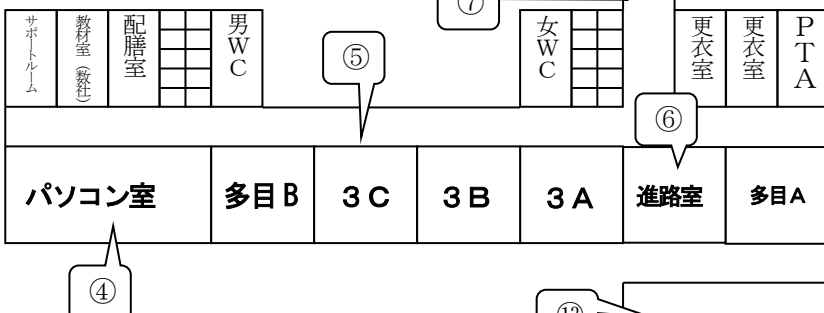 ⑦
サポートルーム
教材室（数社）
配膳室
男WC
⑤
女WC
更衣室
更衣室
PTA
⑥
パソコン室
多目B
3C
3B
3A
進路室
多目A
④
⑫